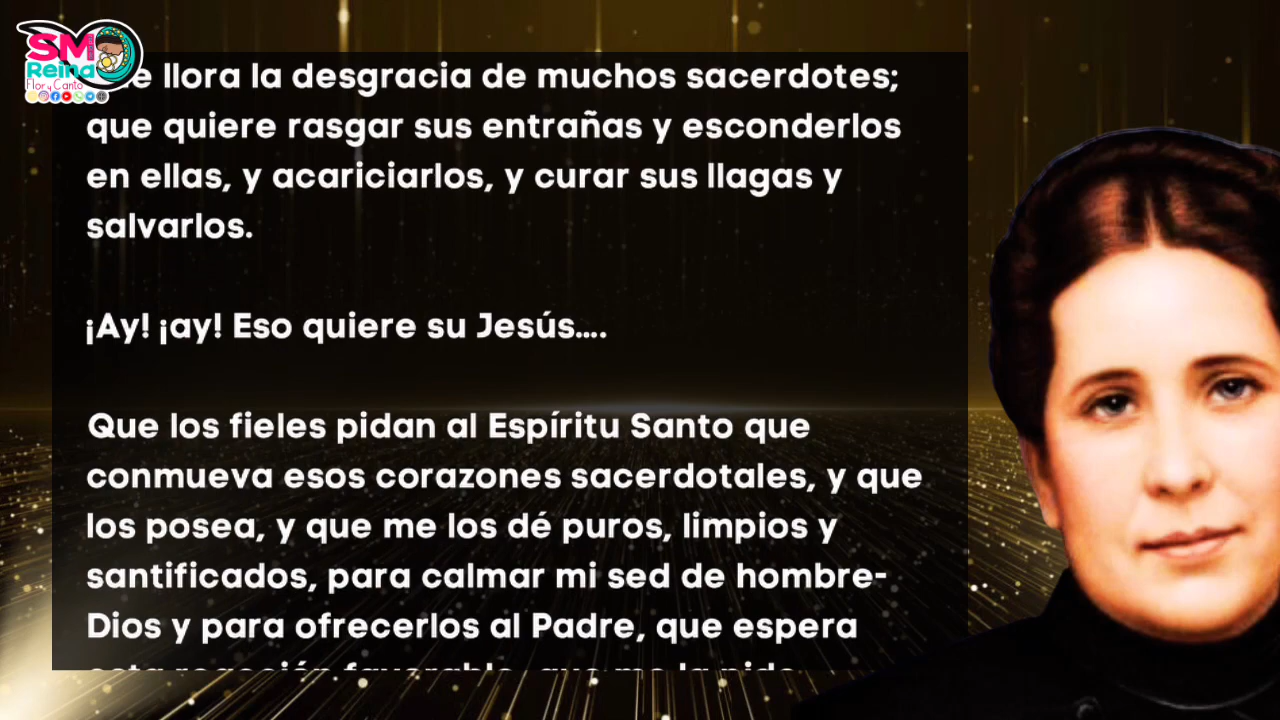 SM
Reina
Flor y Canto
llora la desgracia de muchos sacerdotes;
que quiere rasgar sus entrañas y esconderlos
en ellas, y acariciarlos, y curar sus llagas y
salvarlos.
¡Ay! ¡ay! Eso quiere su Jesús....
Que los fieles pidan al Espíritu Santo que
conmueva esos corazones sacerdotales, y que
los posea, y que me los dé puros, limpios y
santificados, para calmar mi sed de hombre-
Dios y para ofrecerlos al Padre, que espera